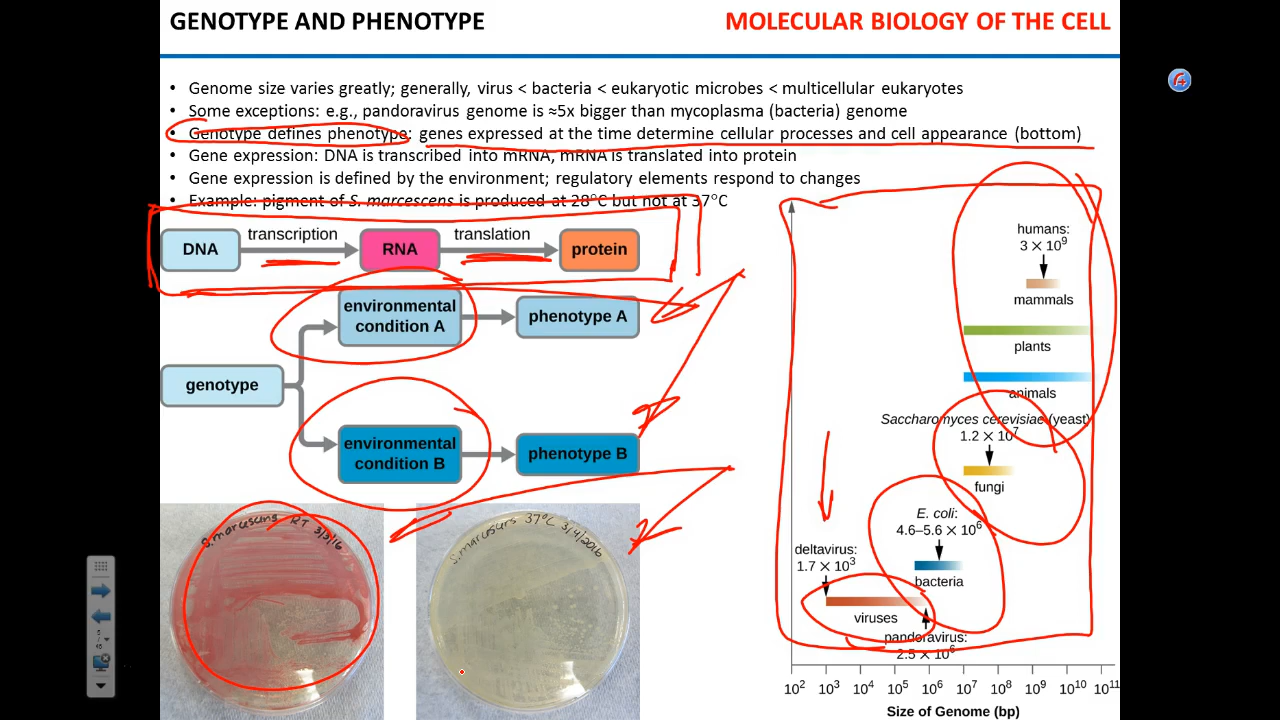 GENOTYPE AND PHENOTYPE
MOLECULAR BIOLOGY OF THE CELL
• Genome size varies greatly; generally, virus < bacteria < eukaryotic microbes < multicellular eukaryotes
• Some exceptions: e.g., pandoravirus genome is ≈5x bigger than mycoplasma (bacteria) genome
• Genotype defines phenotype; genes expressed at the time determine cellular processes and cell appearance (bottom)
• Gene expression: DNA is transcribed into mRNA, mRNA is translated into protein
• Gene expression is defined by the environment; regulatory elements respond to changes
• Example: pigment of S. marcescens is produced at 28°C but not at 37°C
DNA
transcription
RNA
translation
protein
environmental
condition A
phenotype A
genotype
environmental
condition B
phenotype B
S. marcescens RT 3/3/16
S. marcescens 37°C 3/4/2016
humans:
3 × 10⁹
mammals
plants
animals
Saccharomyces cerevisiae (yeast)
1.2 × 10⁷
fungi
E. coli:
4.6–5.6 × 10⁶
bacteria
deltavirus:
1.7 × 10³
viruses
pandoravirus:
2.5 × 10⁶
10² 10³ 10⁴ 10⁵ 10⁶ 10⁷ 10⁸ 10⁹ 10¹⁰ 10¹¹
Size of Genome (bp)